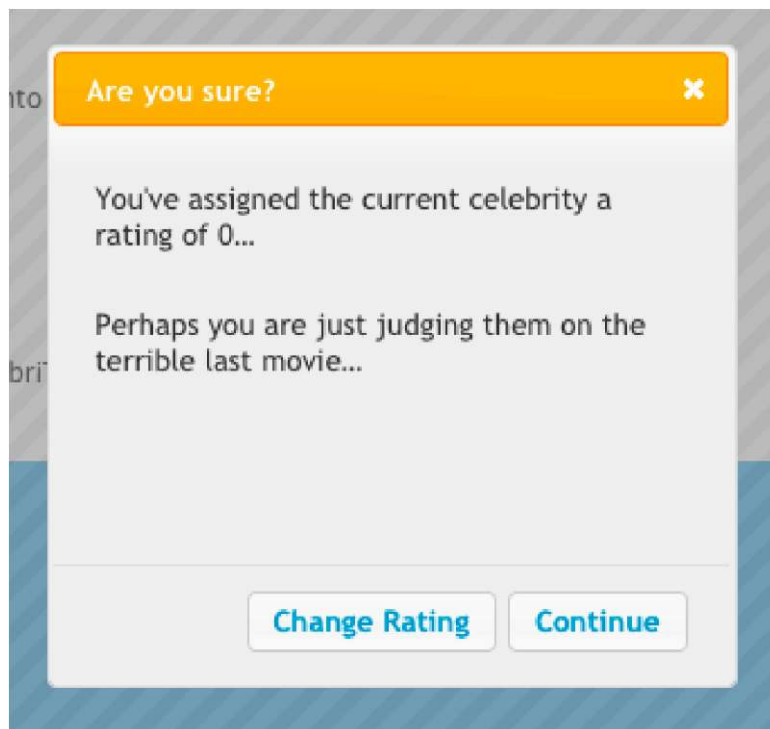 Are you sure?
You've assigned the current celebrity a
rating of 0...
Perhaps you are just judging them on the
terrible last movie...
Change Rating
Continue